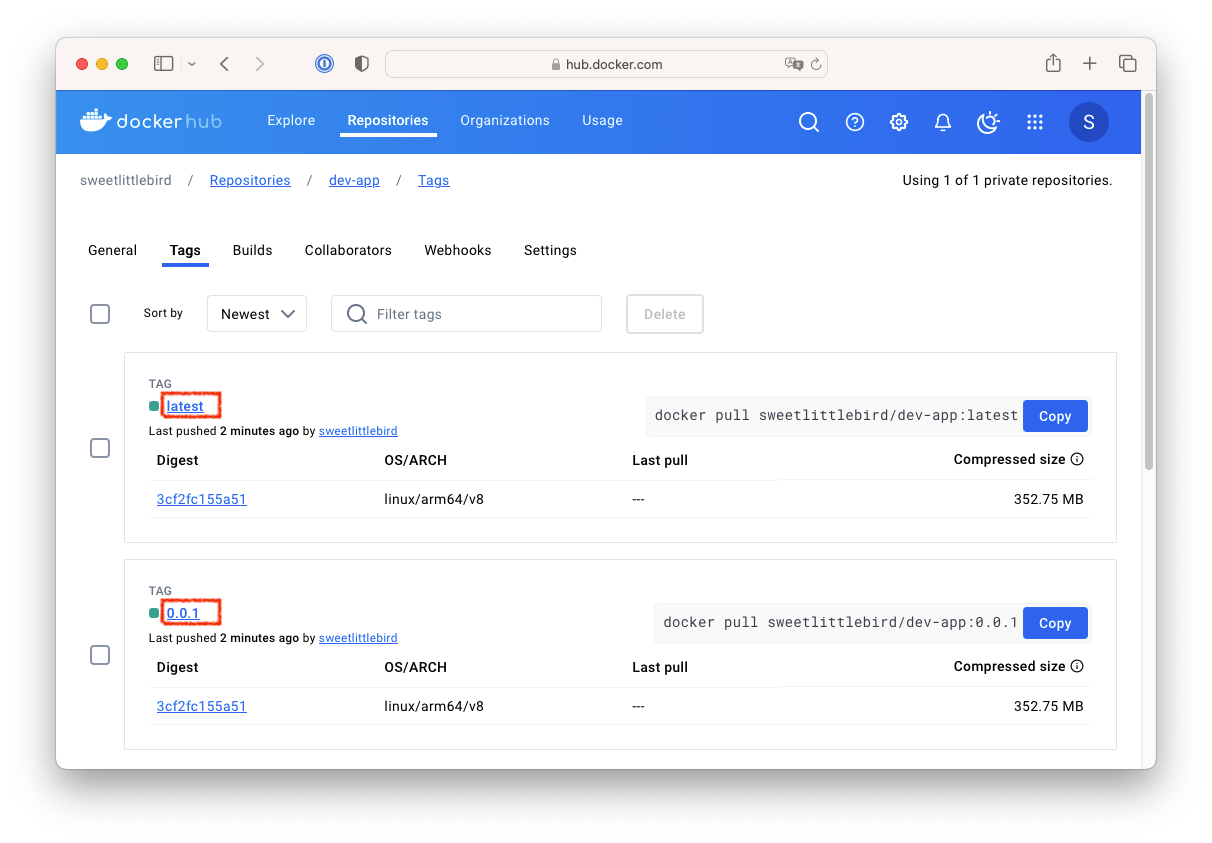 hub.docker.com
docker hub Explore Repositories Organizations Usage S
sweetlittlebird / Repositories / dev-app / Tags Using 1 of 1 private repositories.
General Tags Builds Collaborators Webhooks Settings
Sort by Newest Filter tags Delete
TAG
latest
docker pull sweetlittlebird/dev-app:latest Copy
Last pushed 2 minutes ago by sweetlittlebird
Digest OS/ARCH Last pull Compressed size
3cf2fc155a51 linux/arm64/v8 --- 352.75 MB
TAG
0.0.1
docker pull sweetlittlebird/dev-app:0.0.1 Copy
Last pushed 2 minutes ago by sweetlittlebird
Digest OS/ARCH Last pull Compressed size
3cf2fc155a51 linux/arm64/v8 --- 352.75 MB